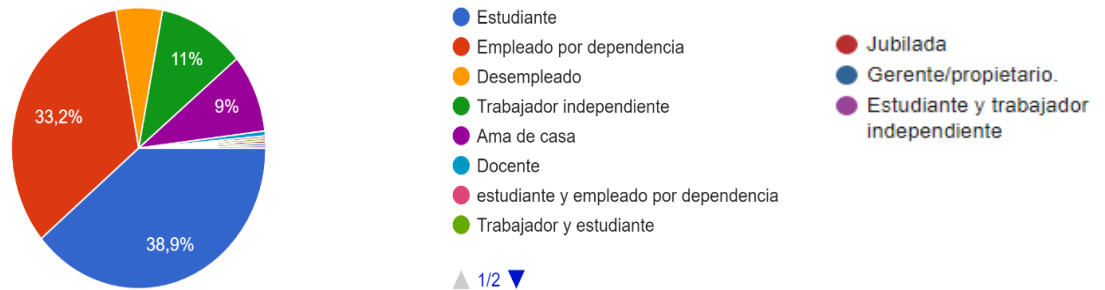 11%
9%
33,2%
38,9%
Estudiante
Empleado por dependencia
Desempleado
Trabajador independiente
Ama de casa
Docente
estudiante y empleado por dependencia
Trabajador y estudiante
1/2
Jubilada
Gerente/propietario.
Estudiante y trabajador
independiente